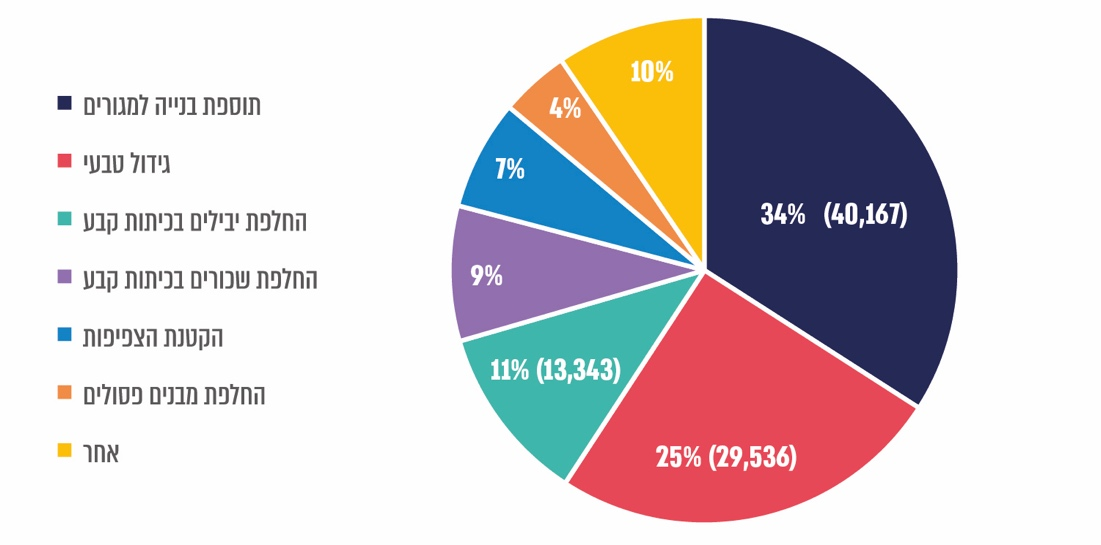 תוספת בנייה למגורים
גידול טבעי
החלפת יבילים בכיתות קבע
החלפת שכורים בכיתות קבע
הקטנת הצפיפות
החלפת מבנים פסולים
אחר
34% (40,167)
25% (29,536)
11% (13,343)
9%
7%
4%
10%